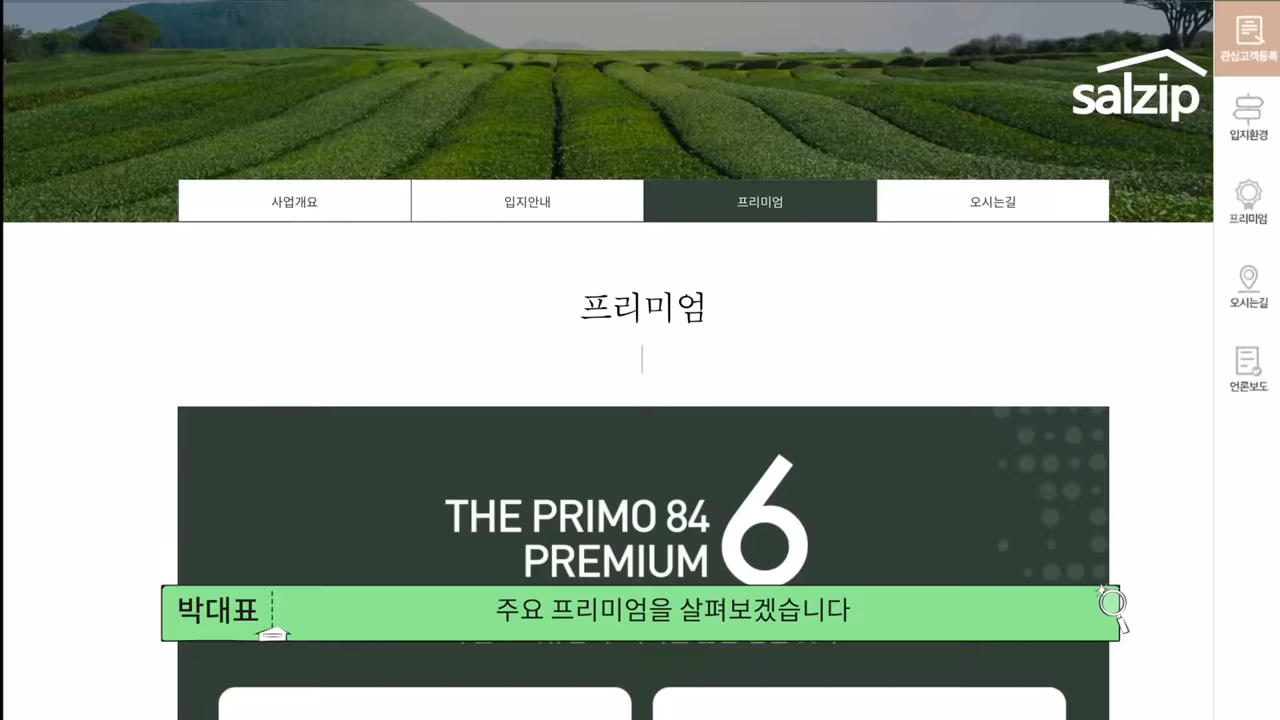 관심고객등록
salzip
입지환경
사업개요
입지안내
프리미엄
오시는길
프리미엄
오시는길
프리미엄
언론보도
THE PRIMO 84
PREMIUM
6
박대표
주요 프리미엄을 살펴보겠습니다